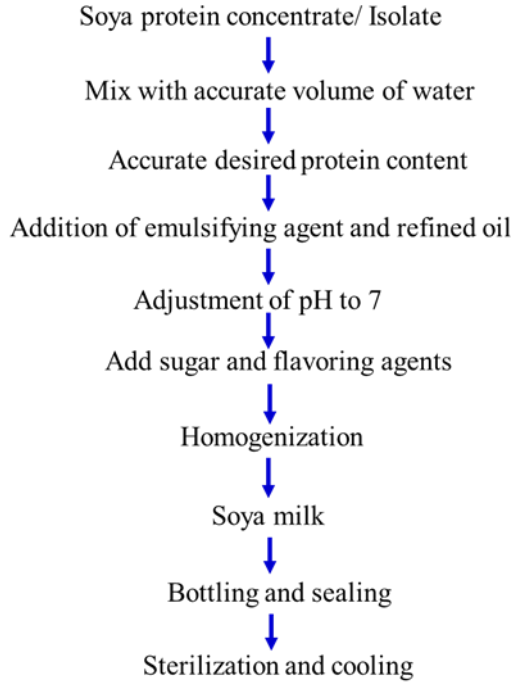 Soya protein concentrate/ Isolate
Mix with accurate volume of water
Accurate desired protein content
Addition of emulsifying agent and refined oil
Adjustment of pH to 7
Add sugar and flavoring agents
Homogenization
Soya milk
Bottling and sealing
Sterilization and cooling